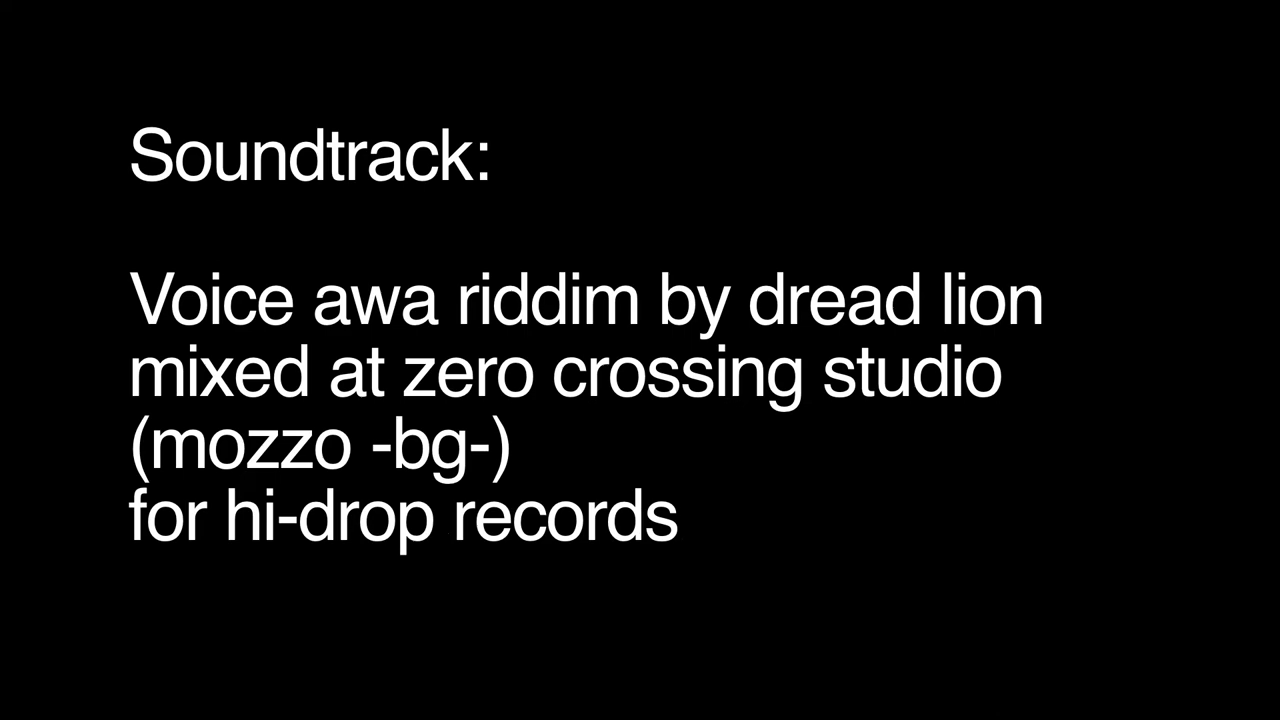 Soundtrack:
Voice awa riddim by dread lion
mixed at zero crossing studio
(mozzo -bg-)
for hi-drop records